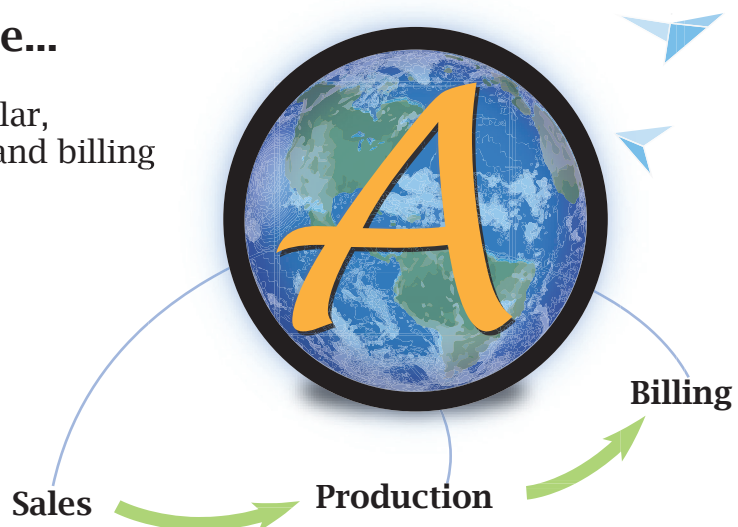 e...
lar,
and billing
A
Billing
Production
Sales